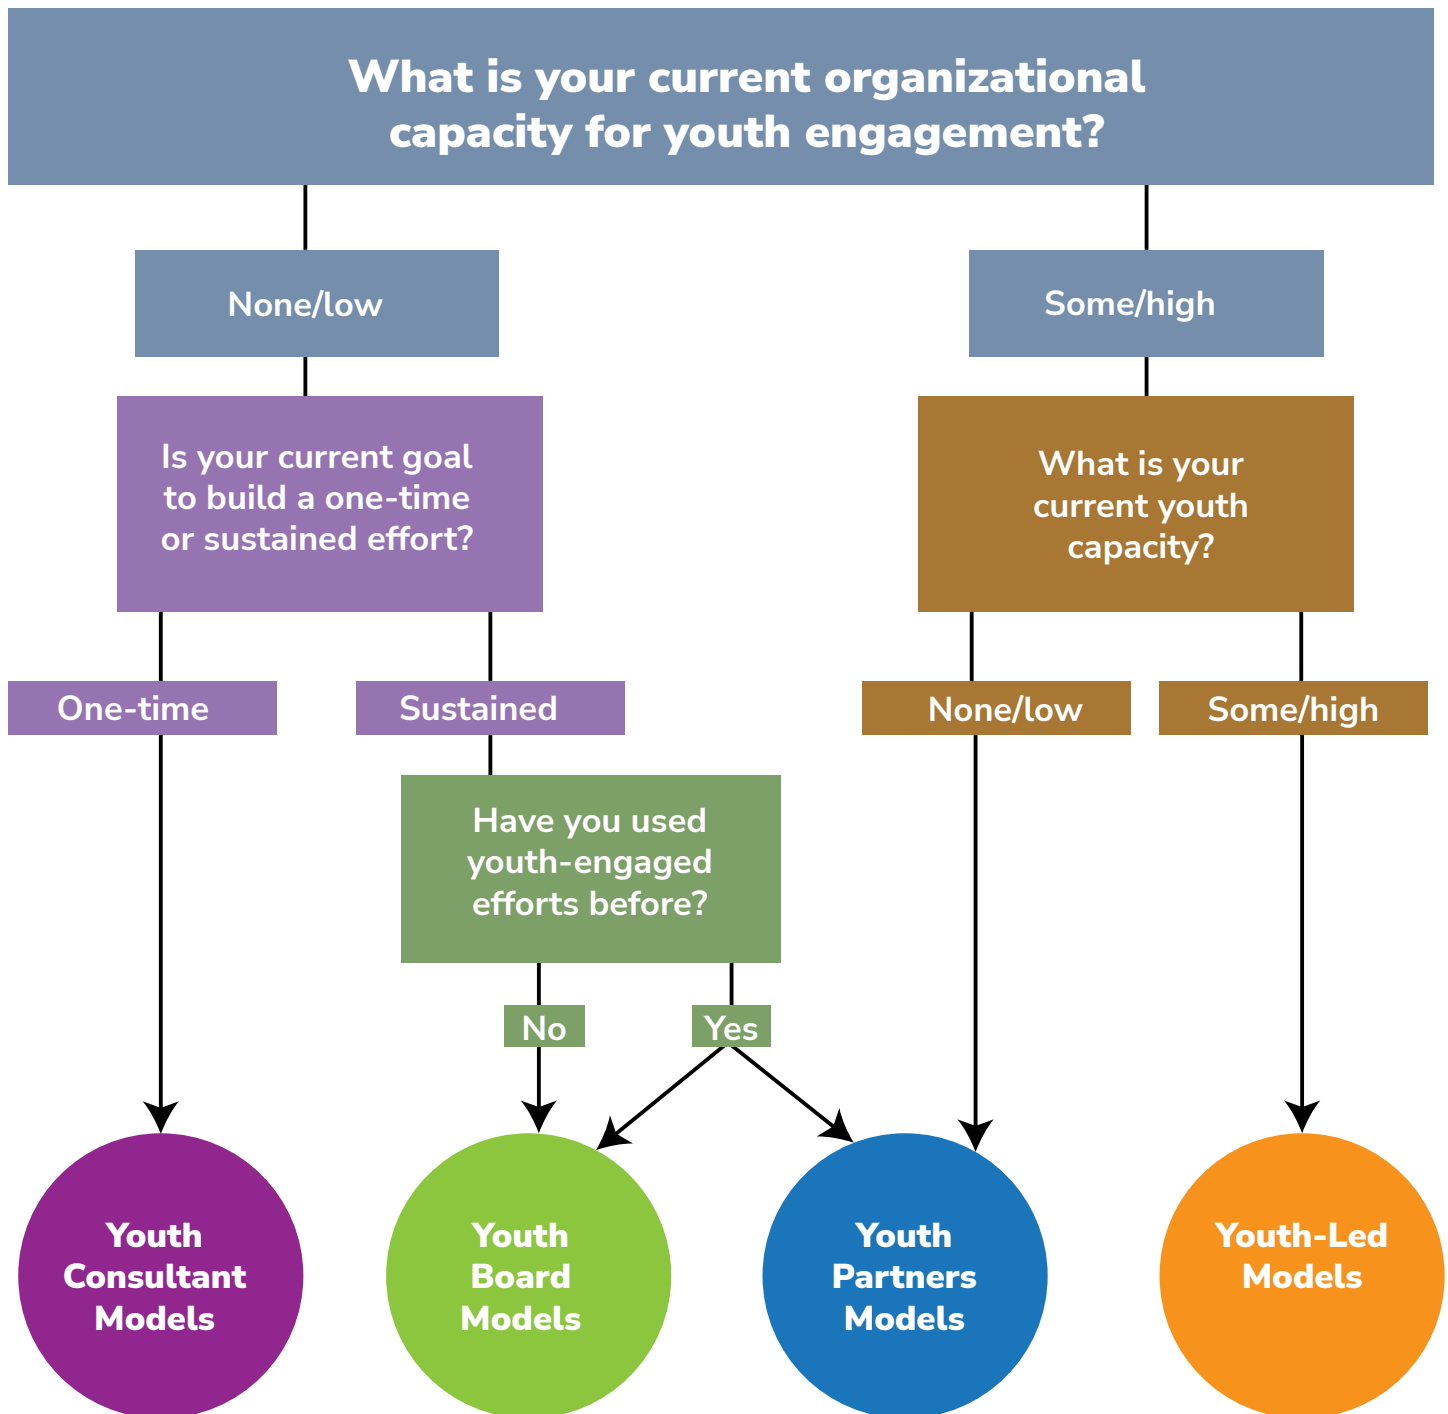 What is your current organizational
capacity for youth engagement?
None/low
Some/high
Is your current goal
to build a one-time
or sustained effort?
What is your
current youth
capacity?
One-time
Sustained
None/low
Some/high
Have you used
youth-engaged
efforts before?
No
Yes
Youth
Consultant
Models
Youth
Board
Models
Youth
Partners
Models
Youth-Led
Models